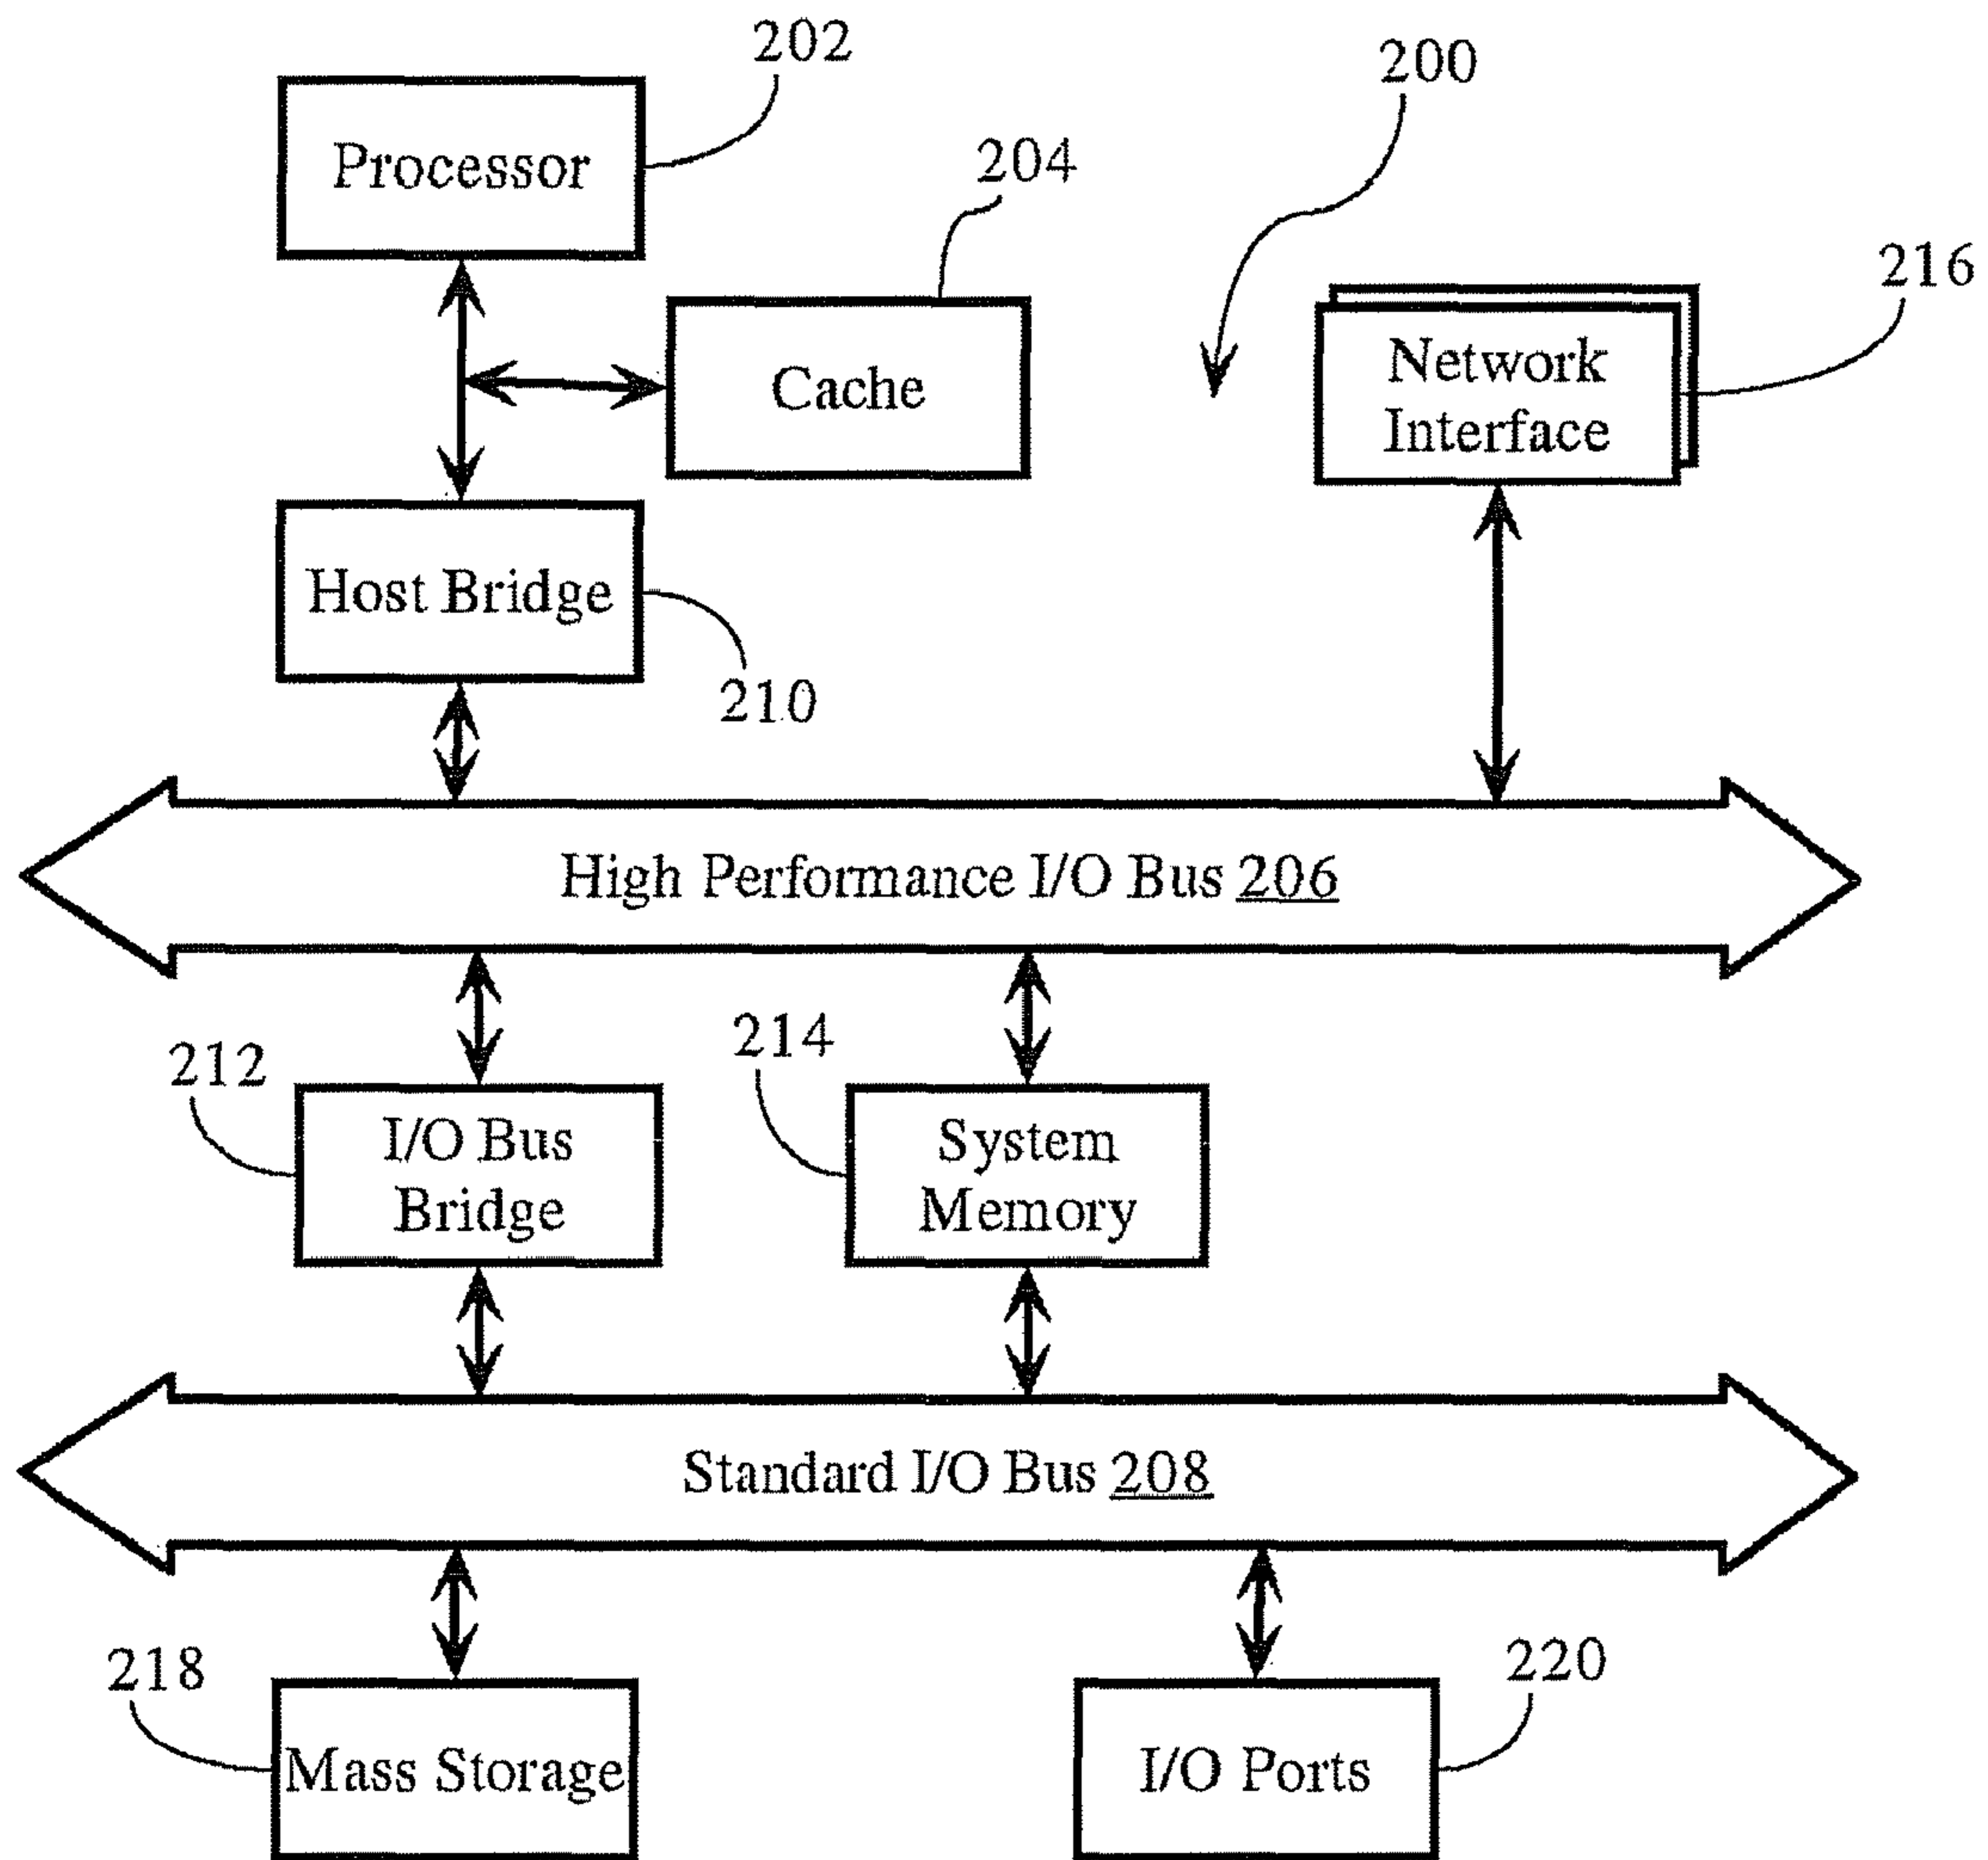 202
200
Processor
204
216
Network
Interface
Cache
Host Bridge
210
High Performance I/O Bus 206
212
214
I/O Bus
Bridge
System
Memory
Standard I/O Bus 208
218
220
Mass Storage
I/O Ports